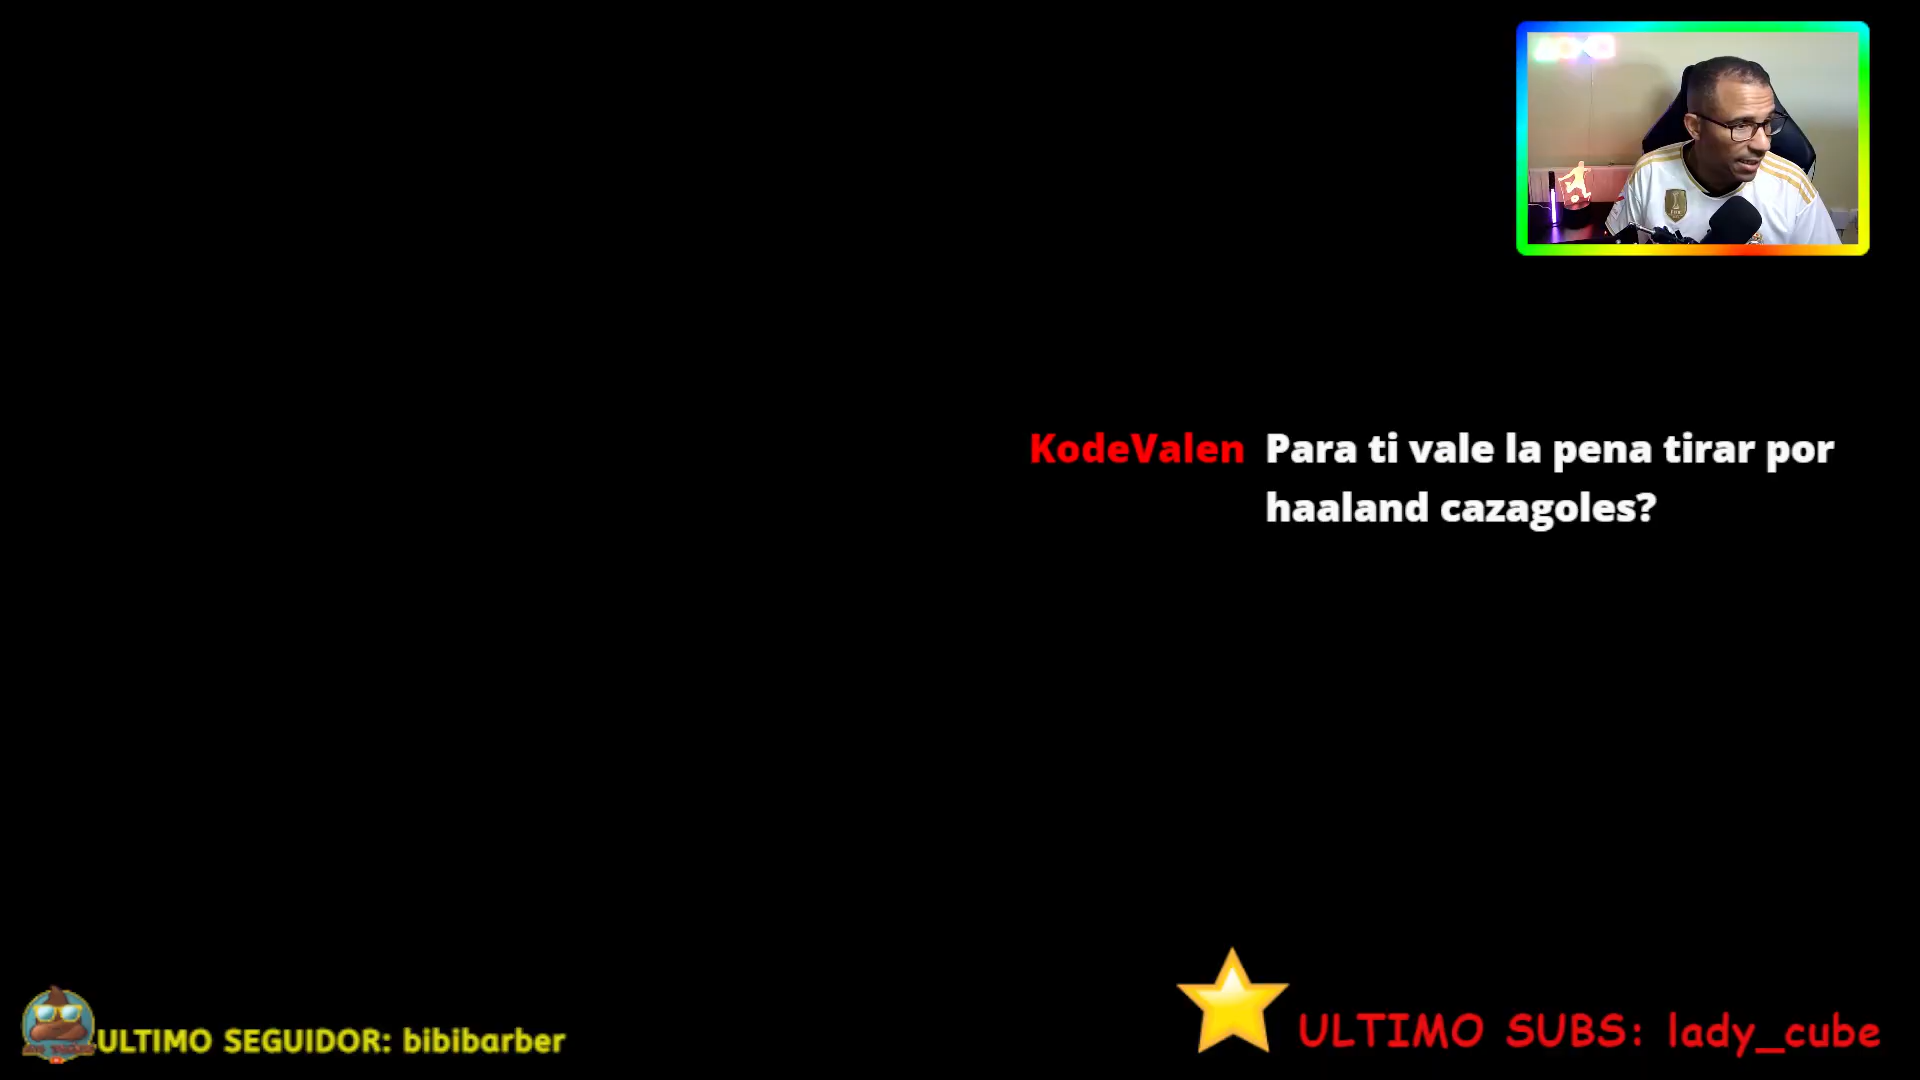 KodeValen Para ti vale la pena tirar por
haaland cazagoles?
ULTIMO SEGUIDOR: bibibarber
ULTIMO SUBS: lady_cube